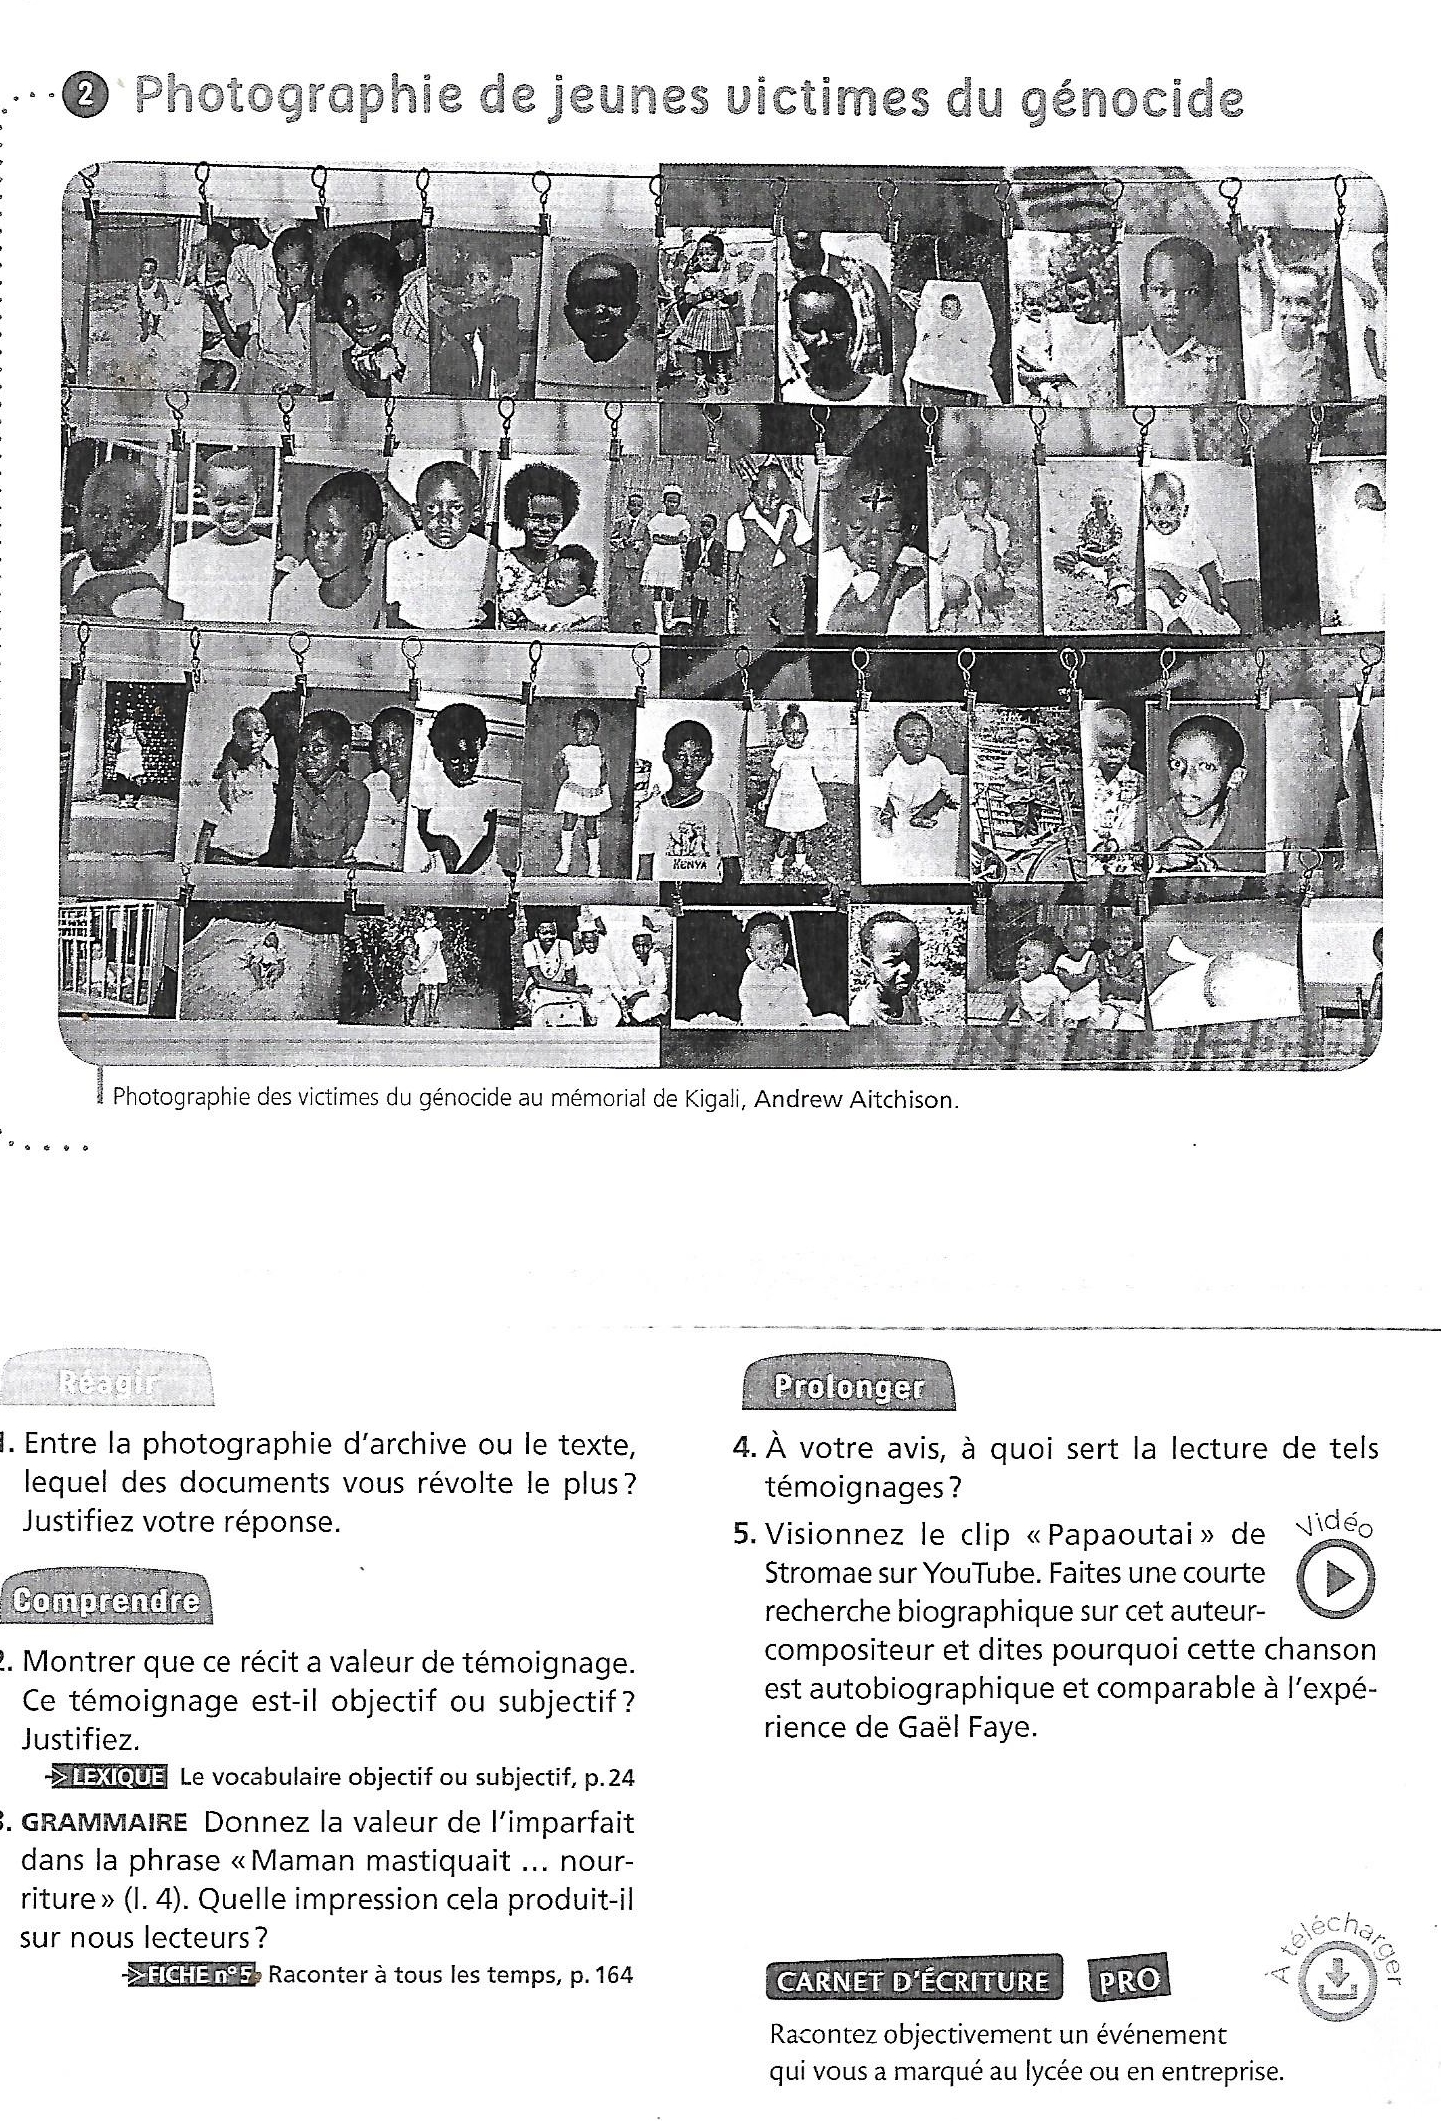 2 Photographie de jeunes victimes du génocide
KENYA
Photographie des victimes du génocide au mémorial de Kigali, Andrew Aitchison.
Réagir
1. Entre la photographie d'archive ou le texte,
lequel des documents vous révolte le plus ?
Justifiez votre réponse.
Comprendre
2. Montrer que ce récit a valeur de témoignage.
Ce témoignage est-il objectif ou subjectif ?
Justifiez.
LEXIQUE Le vocabulaire objectif ou subjectif, p. 24
3. GRAMMAIRE Donnez la valeur de l'imparfait
dans la phrase « Maman mastiquait ... nour-
riture » (l. 4). Quelle impression cela produit-il
sur nous lecteurs ?
FICHE n° 5 Raconter à tous les temps, p. 164
Prolonger
4. À votre avis, à quoi sert la lecture de tels
témoignages ?
5. Visionnez le clip « Papaoutai » de
Stromae sur YouTube. Faites une courte
recherche biographique sur cet auteur-
compositeur et dites pourquoi cette chanson
est autobiographique et comparable à l'expé-
rience de Gaël Faye.
Vidéo
À télécharger
CARNET D'ÉCRITURE PRO
Racontez objectivement un événement
qui vous a marqué au lycée ou en entreprise.